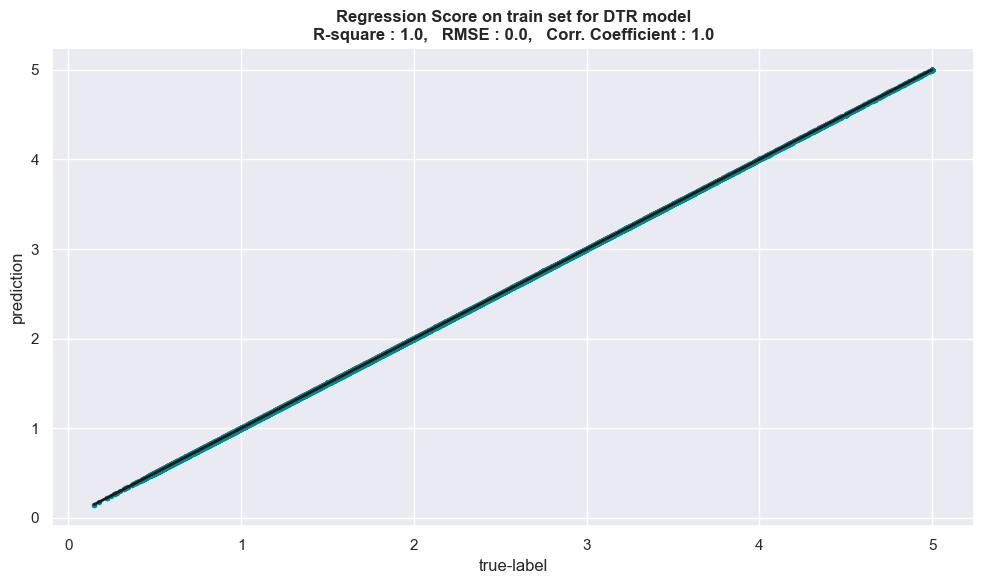 Regression Score on train set for DTR model
R-square : 1.0,   RMSE : 0.0,   Corr. Coefficient : 1.0
5
4
3
2
1
0
prediction
0 1 2 3 4 5
true-label